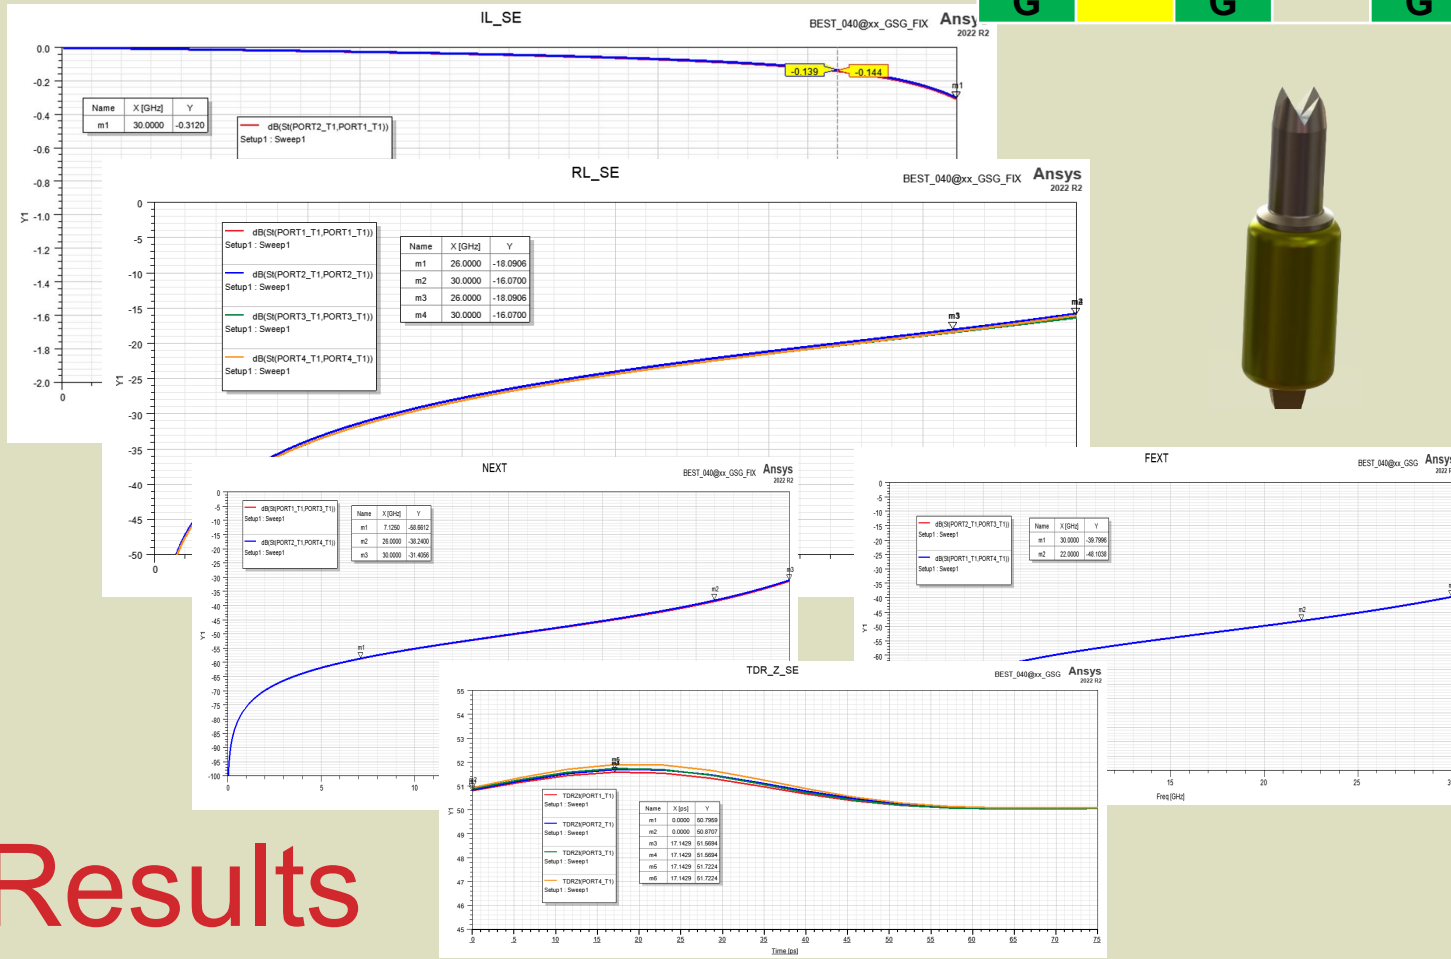 G G G
IL_SE
BEST_040@xx_GSG_FIX
Ansys
2022 R2
0.0
-0.2
-0.4
-0.6
-0.8
-1.0
-1.2
-1.4
-1.6
-1.8
-2.0
Y1
0
Name X [GHz] Y
m1 30.0000 -0.3120
dB(St(PORT2_T1,PORT1_T1))
Setup1 : Sweep1
-0.139 -0.144
m1
RL_SE
BEST_040@xx_GSG_FIX
Ansys
2022 R2
0
-5
-10
-15
-20
-25
-30
-35
-40
-45
-50
Y1
0
dB(St(PORT1_T1,PORT1_T1))
Setup1 : Sweep1
dB(St(PORT2_T1,PORT2_T1))
Setup1 : Sweep1
dB(St(PORT3_T1,PORT3_T1))
Setup1 : Sweep1
dB(St(PORT4_T1,PORT4_T1))
Setup1 : Sweep1
Name X [GHz] Y
m1 26.0000 -18.0906
m2 30.0000 -16.0700
m3 26.0000 -18.0906
m4 30.0000 -16.0700
m3
NEXT
BEST_040@xx_GSG_FIX
Ansys
2022 R2
0
-5
-10
-15
-20
-25
-30
-35
-40
-45
-50
-55
-60
-65
-70
-75
-80
-85
-90
-95
-100
Y1
0 5 10
dB(St(PORT1_T1,PORT3_T1))
Setup1 : Sweep1
dB(St(PORT2_T1,PORT4_T1))
Setup1 : Sweep1
Name X [GHz] Y
m1 7.1250 -58.6612
m2 26.0000 -38.2400
m3 30.0000 -31.4056
m1
m2
m3
FEXT
BEST_040@xx_GSG
Ansys
2022 R2
0
-5
-10
-15
-20
-25
-30
-35
-40
-45
-50
-55
-60
Y1
dB(St(PORT2_T1,PORT3_T1))
Setup1 : Sweep1
dB(St(PORT1_T1,PORT4_T1))
Setup1 : Sweep1
Name X [GHz] Y
m1 30.0000 -39.7998
m2 22.0000 -48.1038
m2
15 20 25
Freq [GHz]
TDR_Z_SE
BEST_040@xx_GSG
Ansys
2022 R2
55
54
53
52
51
50
49
48
47
46
45
Y1
TDRZt(PORT1_T1)
Setup1 : Sweep1
TDRZt(PORT2_T1)
Setup1 : Sweep1
TDRZt(PORT3_T1)
Setup1 : Sweep1
TDRZt(PORT4_T1)
Setup1 : Sweep1
Name X [ps] Y
m1 0.0000 50.7969
m2 0.0000 50.8707
m3 17.1429 51.5694
m4 17.1429 51.5694
m5 17.1429 51.7224
m6 17.1429 51.7224
0 5 10 15 20 25 30 35 40 45 50 55 60 65 70 75
Time [ps]
Results